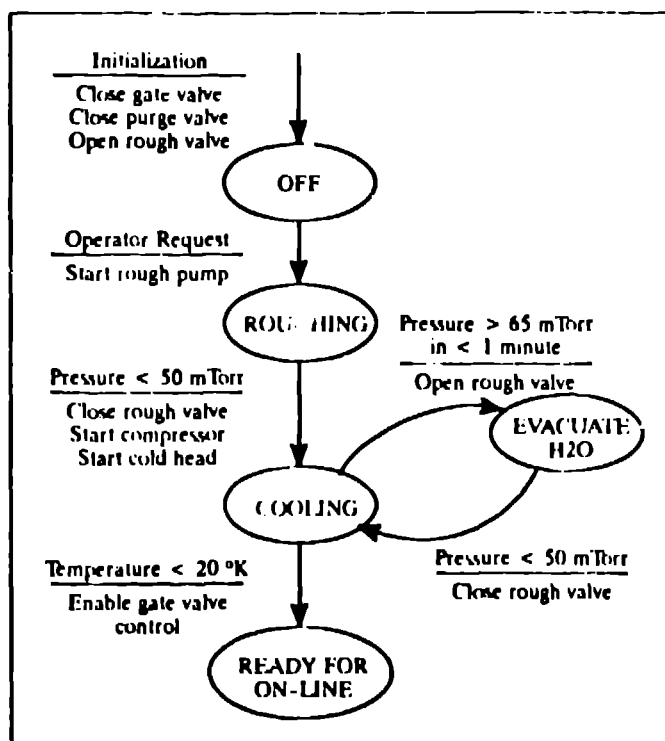 Initialization
Close gate valve
Close purge valve
Open rough valve
OFF
Operator Request
Start rough pump
ROUGHING
Pressure < 50 mTorr
Close rough valve
Start compressor
Start cold head
Pressure > 65 mTorr
in < 1 minute
Open rough valve
EVACUATE
H2O
COOLING
Pressure < 50 mTorr
Close rough valve
Temperature < 20 °K
Enable gate valve
control
READY FOR
ON-LINE